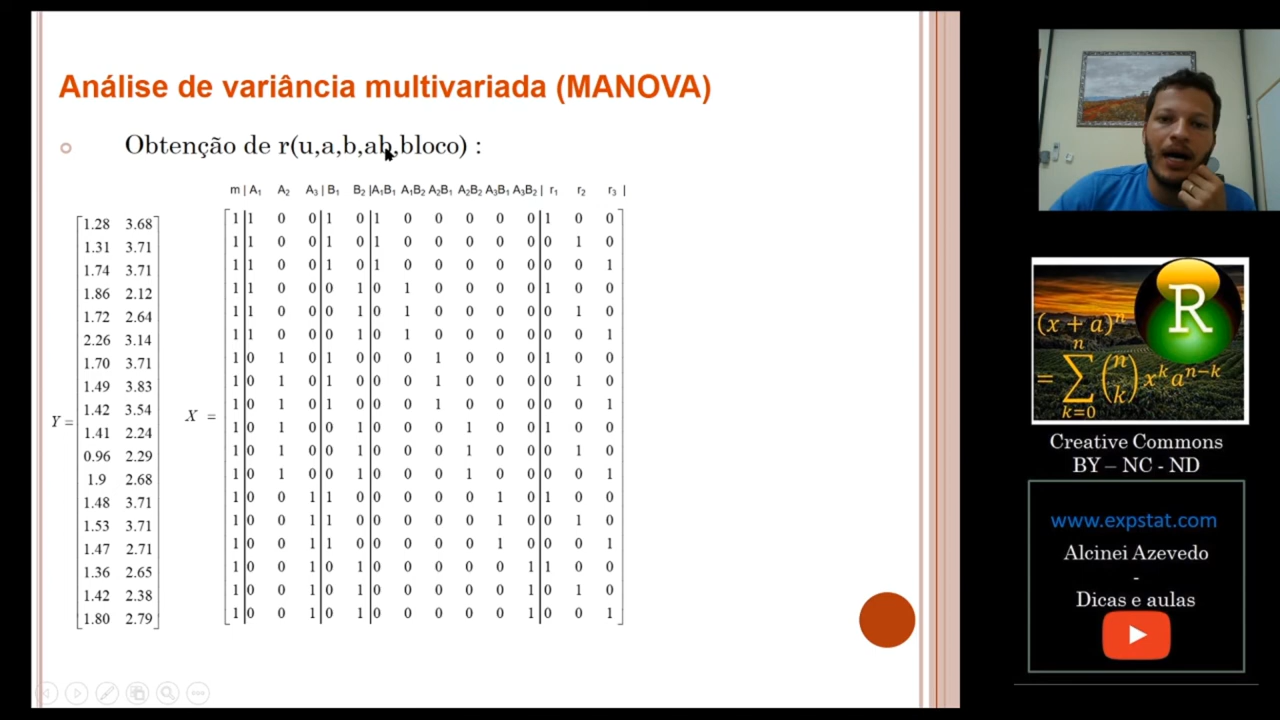 Análise de variância multivariada (MANOVA)
Obtenção de r(u,a,b,ab,bloco) :
m | A₁ A₂ A₃ | B₁ B₂ |A₁B₁ A₁B₂ A₂B₁ A₂B₂ A₃B₁ A₃B₂ | r₁ r₂ r₃ |
Y =
1.28 3.68
1.31 3.71
1.74 3.71
1.86 2.12
1.72 2.64
2.26 3.14
1.70 3.71
1.49 3.83
1.42 3.54
1.41 2.24
0.96 2.29
1.9 2.68
1.48 3.71
1.53 3.71
1.47 2.71
1.36 2.65
1.42 2.38
1.80 2.79
X =
1 1 0 0 1 0 1 0 0 0 0 0 1 0 0
1 1 0 0 1 0 1 0 0 0 0 0 0 1 0
1 1 0 0 1 0 1 0 0 0 0 0 0 0 1
1 1 0 0 0 1 0 1 0 0 0 0 1 0 0
1 1 0 0 0 1 0 1 0 0 0 0 0 1 0
1 1 0 0 0 1 0 1 0 0 0 0 0 0 1
1 0 1 0 1 0 0 0 1 0 0 0 1 0 0
1 0 1 0 1 0 0 0 1 0 0 0 0 1 0
1 0 1 0 1 0 0 0 1 0 0 0 0 0 1
1 0 1 0 0 1 0 0 0 1 0 0 1 0 0
1 0 1 0 0 1 0 0 0 1 0 0 0 1 0
1 0 1 0 0 1 0 0 0 1 0 0 0 0 1
1 0 0 1 1 0 0 0 0 0 1 0 1 0 0
1 0 0 1 1 0 0 0 0 0 1 0 0 1 0
1 0 0 1 1 0 0 0 0 0 1 0 0 0 1
1 0 0 1 0 1 0 0 0 0 0 1 1 0 0
1 0 0 1 0 1 0 0 0 0 0 1 0 1 0
1 0 0 1 0 1 0 0 0 0 0 1 0 0 1
R
(x + a)ⁿ
= ∑ₖ₌₀ⁿ (n k) xᵏaⁿ⁻ᵏ
Creative Commons
BY – NC - ND
www.expstat.com
Alcinei Azevedo
-
Dicas e aulas